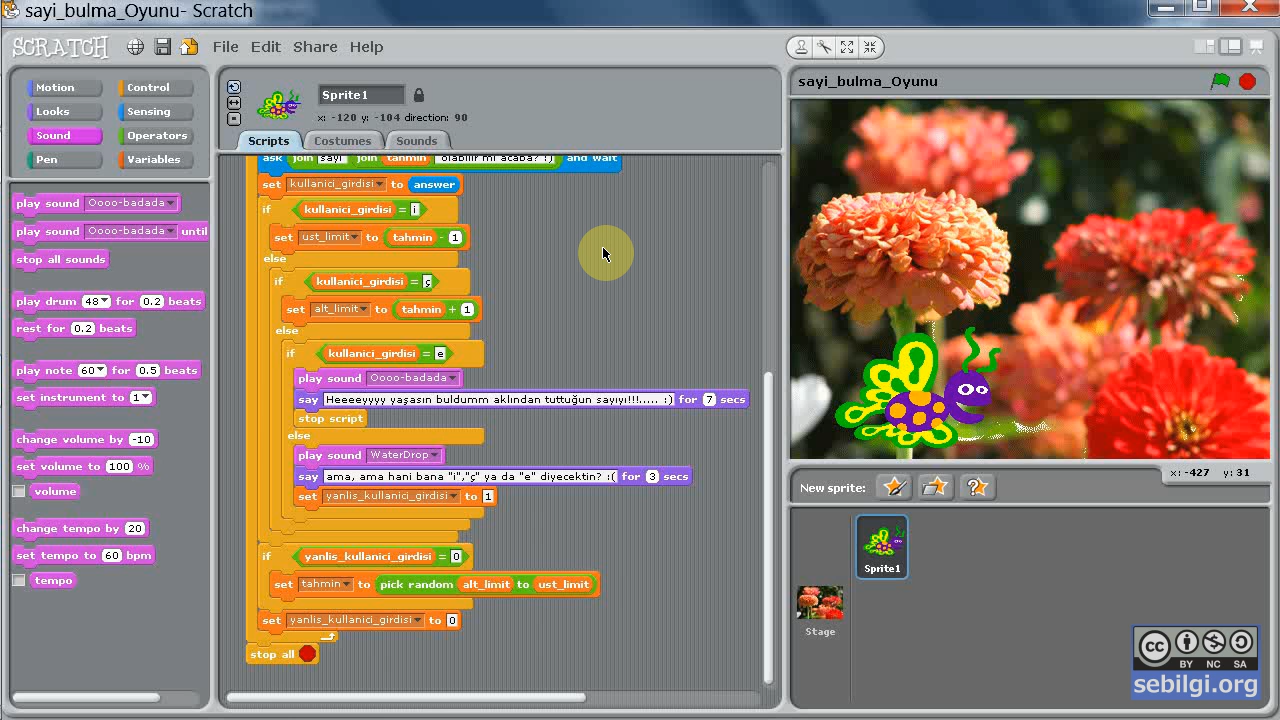 sayi_bulma_Oyunu- Scratch
SCRATCH File Edit Share Help
Motion Control
Looks Sensing
Sound Operators
Pen Variables
play sound Oooo-badada
play sound Oooo-badada until
stop all sounds
play drum 48 for 0.2 beats
rest for 0.2 beats
play note 60 for 0.5 beats
set instrument to 1
change volume by -10
set volume to 100 %
volume
change tempo by 20
set tempo to 60 bpm
tempo
Sprite1
x: -120 y: -104 direction: 90
Scripts Costumes Sounds
ask join sayi join tahmin olabilir mi acaba? :) and wait
set kullanici_girdisi to answer
if kullanici_girdisi = i
set ust_limit to tahmin - 1
else
if kullanici_girdisi = ç
set alt_limit to tahmin + 1
else
if kullanici_girdisi = e
play sound Oooo-badada
say Heeeeyyyy yaşasın buldumm aklından tuttuğun sayıyı!!!..... :) for 7 secs
stop script
else
play sound WaterDrop
say ama, ama hani bana "i","ç" ya da "e" diyecektin? :( for 3 secs
set yanlis_kullanici_girdisi to 1
if yanlis_kullanici_girdisi = 0
set tahmin to pick random alt_limit to ust_limit
set yanlis_kullanici_girdisi to 0
stop all
sayi_bulma_Oyunu
x: -427 y: 31
New sprite:
Sprite1
Stage
cc BY NC SA
sebilgi.org